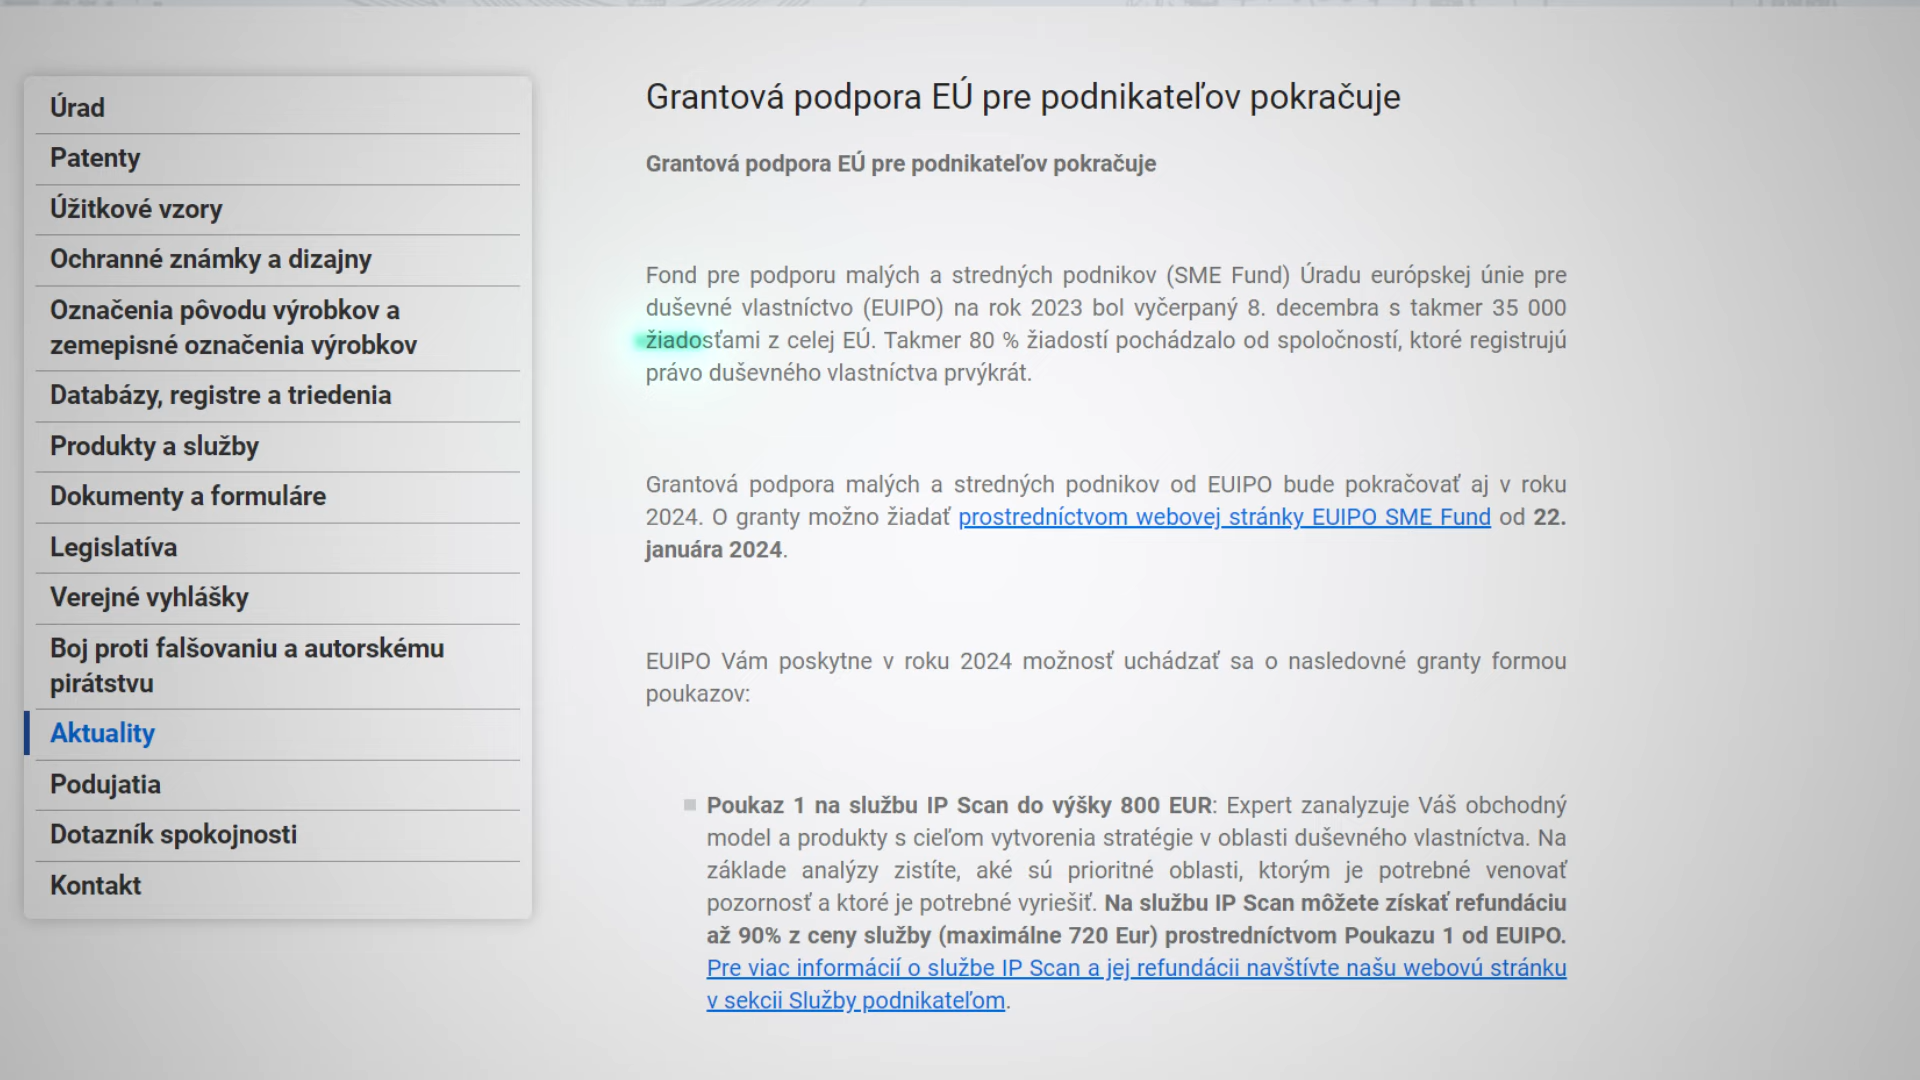 Úrad
Patenty
Úžitkové vzory
Ochranné známky a dizajny
Označenia pôvodu výrobkov a
zemepisné označenia výrobkov
Databázy, registre a triedenia
Produkty a služby
Dokumenty a formuláre
Legislatíva
Verejné vyhlášky
Boj proti falšovaniu a autorskému
pirátstvu
Aktuality
Podujatia
Dotazník spokojnosti
Kontakt
Grantová podpora EÚ pre podnikateľov pokračuje
Grantová podpora EÚ pre podnikateľov pokračuje
Fond pre podporu malých a stredných podnikov (SME Fund) Úradu európskej únie pre
duševné vlastníctvo (EUIPO) na rok 2023 bol vyčerpaný 8. decembra s takmer 35 000
žiadosťami z celej EÚ. Takmer 80 % žiadostí pochádzalo od spoločností, ktoré registrujú
právo duševného vlastníctva prvýkrát.
Grantová podpora malých a stredných podnikov od EUIPO bude pokračovať aj v roku
2024. O granty možno žiadať prostredníctvom webovej stránky EUIPO SME Fund od 22.
januára 2024.
EUIPO Vám poskytne v roku 2024 možnosť uchádzať sa o nasledovné granty formou
poukazov:
Poukaz 1 na službu IP Scan do výšky 800 EUR: Expert zanalyzuje Váš obchodný
model a produkty s cieľom vytvorenia stratégie v oblasti duševného vlastníctva. Na
základe analýzy zistíte, aké sú prioritné oblasti, ktorým je potrebné venovať
pozornosť a ktoré je potrebné vyriešiť. Na službu IP Scan môžete získať refundáciu
až 90% z ceny služby (maximálne 720 Eur) prostredníctvom Poukazu 1 od EUIPO.
Pre viac informácií o službe IP Scan a jej refundácii navštívte našu webovú stránku
v sekcii Služby podnikateľom.